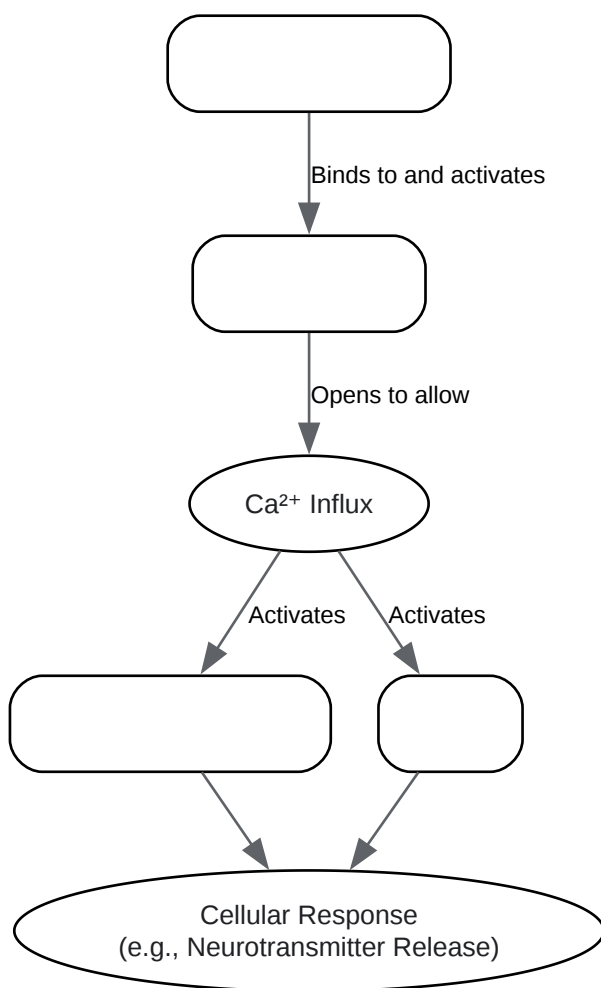 Binds to and activates
Opens to allow
Ca²⁺ Influx
Activates
Activates
Cellular Response
(e.g., Neurotransmitter Release)